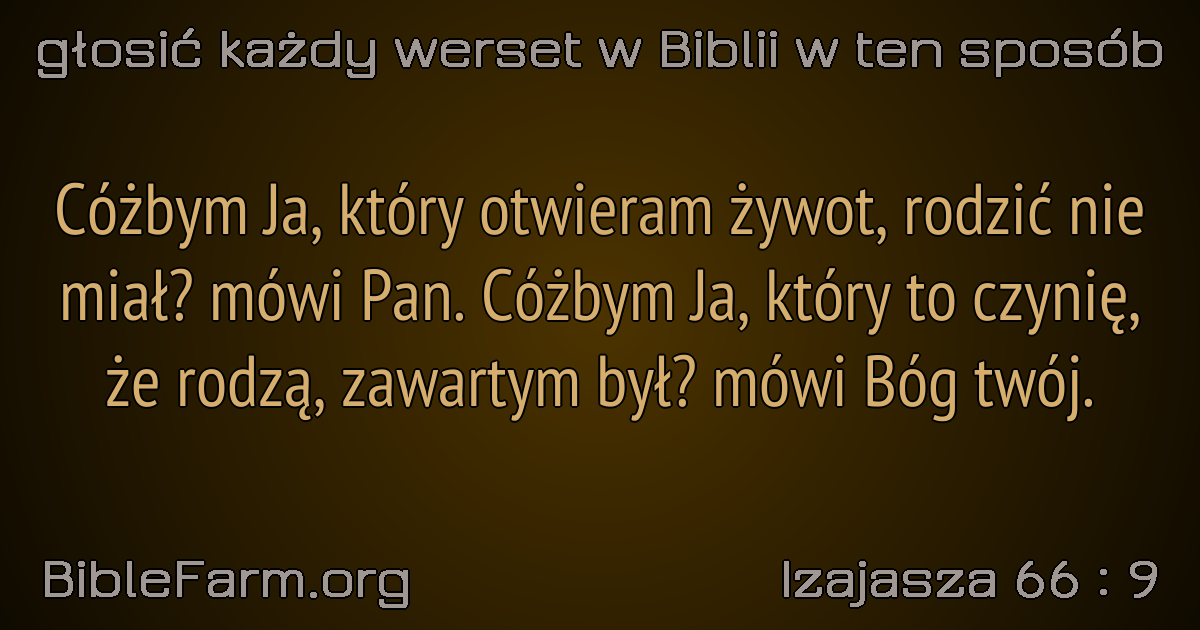 głosić każdy werset w Biblii w ten sposób
Cóżbym Ja, który otwieram żywot, rodzić nie
miał? mówi Pan. Cóżbym Ja, który to czynię,
że rodzą, zawartym był? mówi Bóg twój.
BibleFarm.org
Izajasza 66 : 9